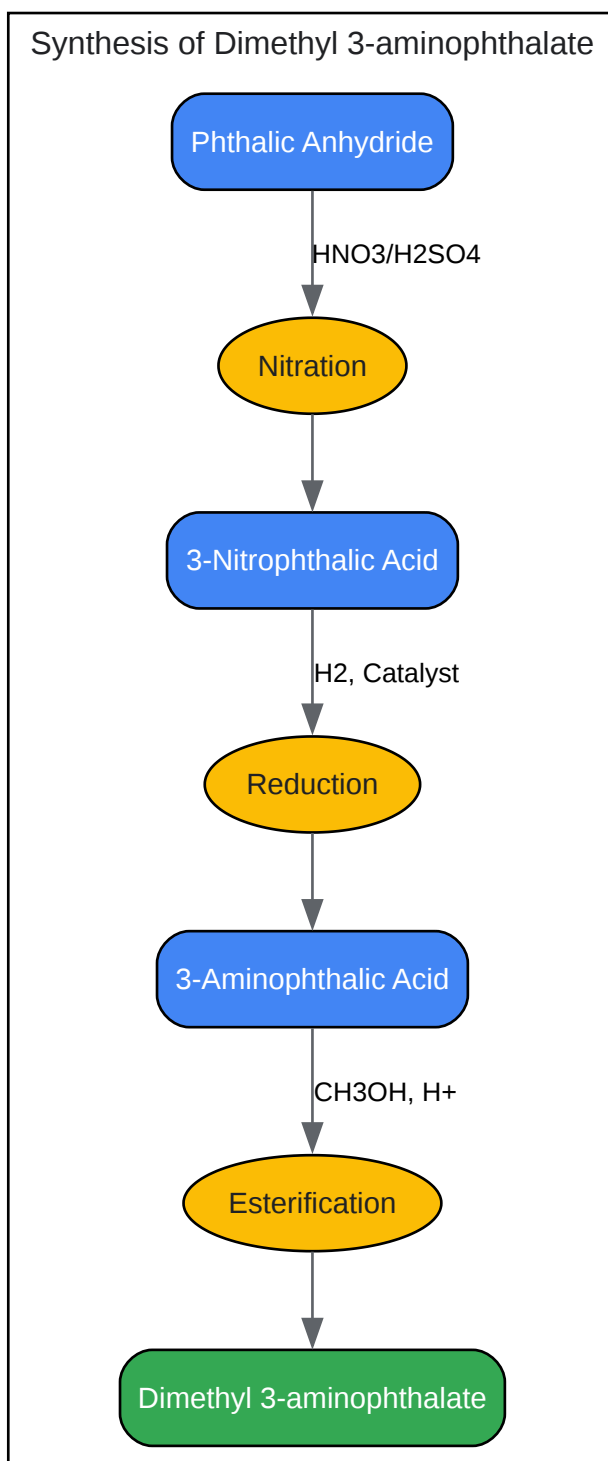 Synthesis of Dimethyl 3-aminophthalate
Phthalic Anhydride
HNO3/H2SO4
Nitration
3-Nitrophthalic Acid
H2, Catalyst
Reduction
3-Aminophthalic Acid
CH3OH, H+
Esterification
Dimethyl 3-aminophthalate